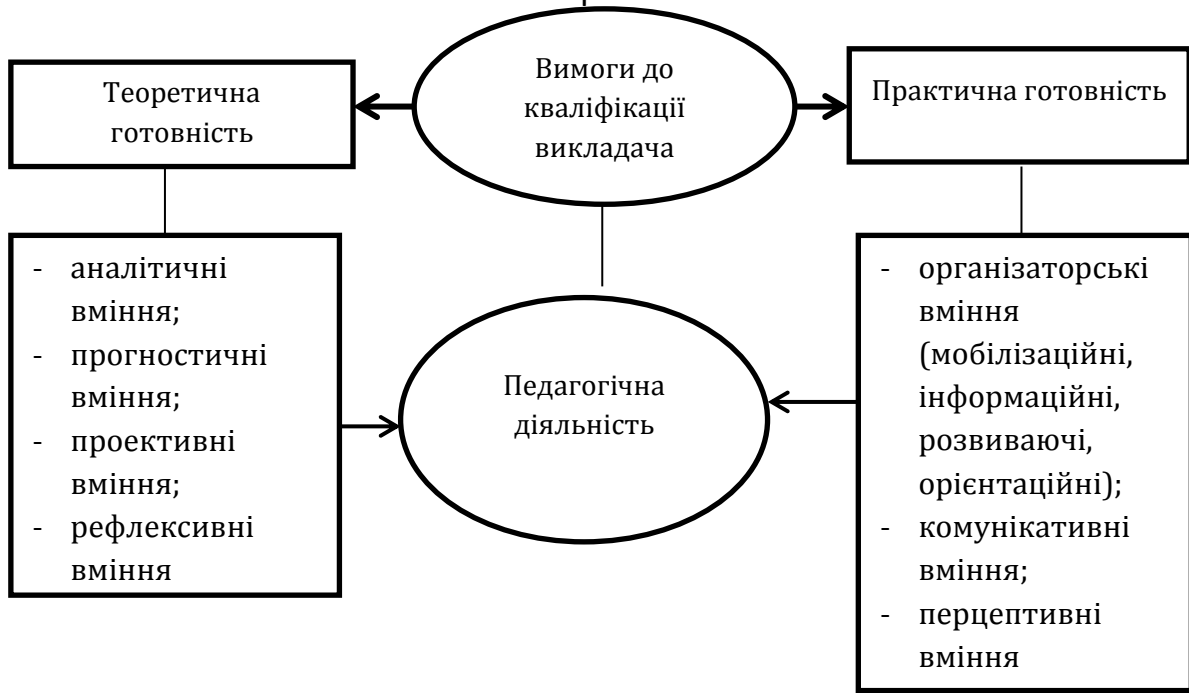 Вимоги до
кваліфікації
викладача
Теоретична
готовність
Практична готовність
- аналітичні
вміння;
- прогностичні
вміння;
- проективні
вміння;
- рефлексивні
вміння
Педагогічна
діяльність
- організаторські
вміння
(мобілізаційні,
інформаційні,
розвиваючі,
орієнтаційні);
- комунікативні
вміння;
- перцептивні
вміння